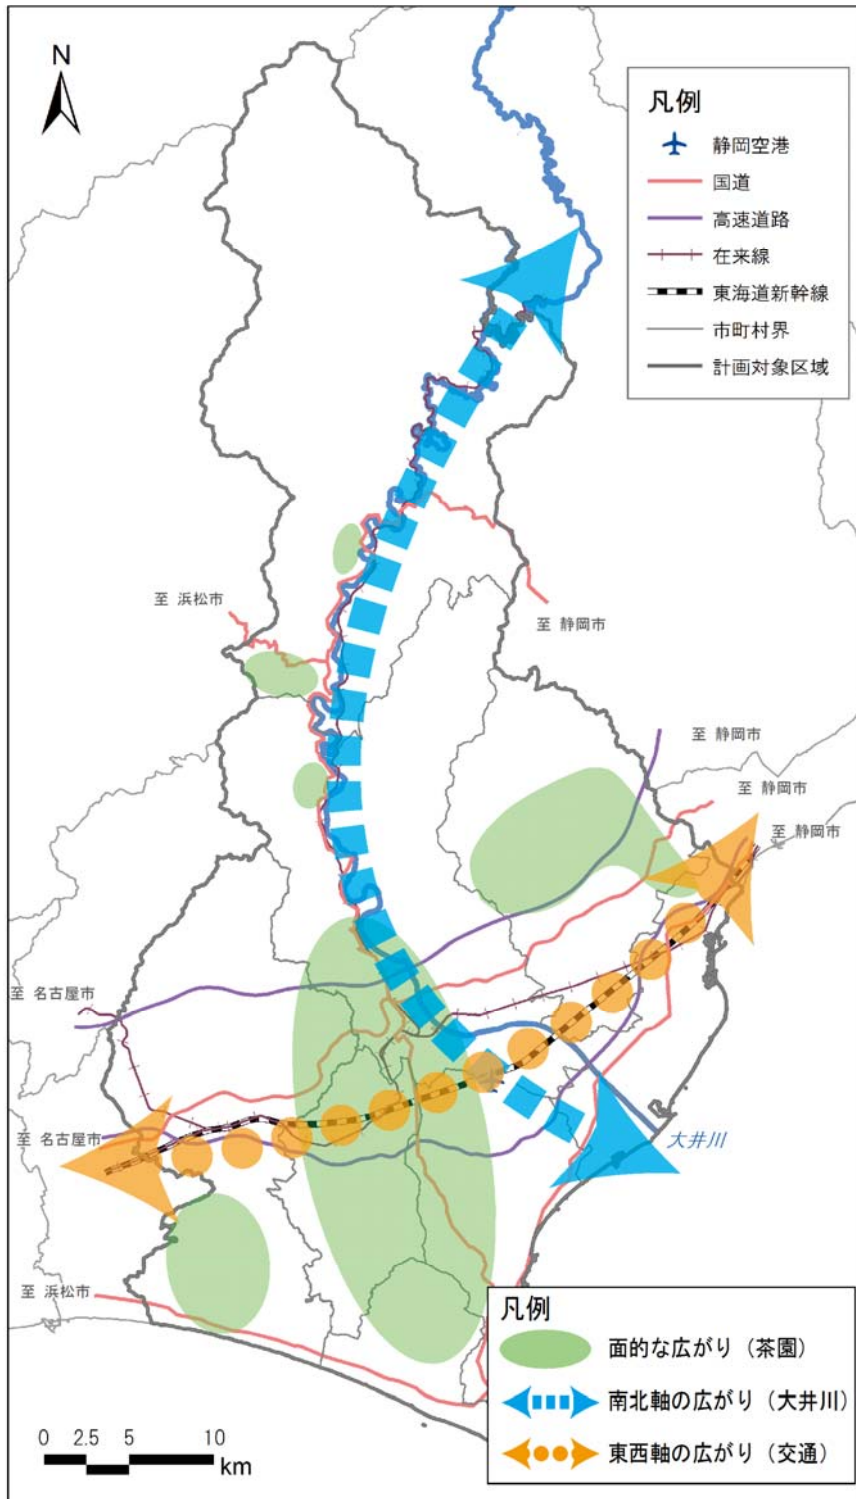 N
凡例
静岡空港
国道
高速道路
在来線
東海道新幹線
市町村界
計画対象区域
至 浜松市
至 静岡市
至 静岡市
至 静岡市
至 静岡市
至 名古屋市
至 名古屋市
大井川
至 浜松市
凡例
面的な広がり（茶園）
南北軸の広がり（大井川）
東西軸の広がり（交通）
0 2.5 5 10
km